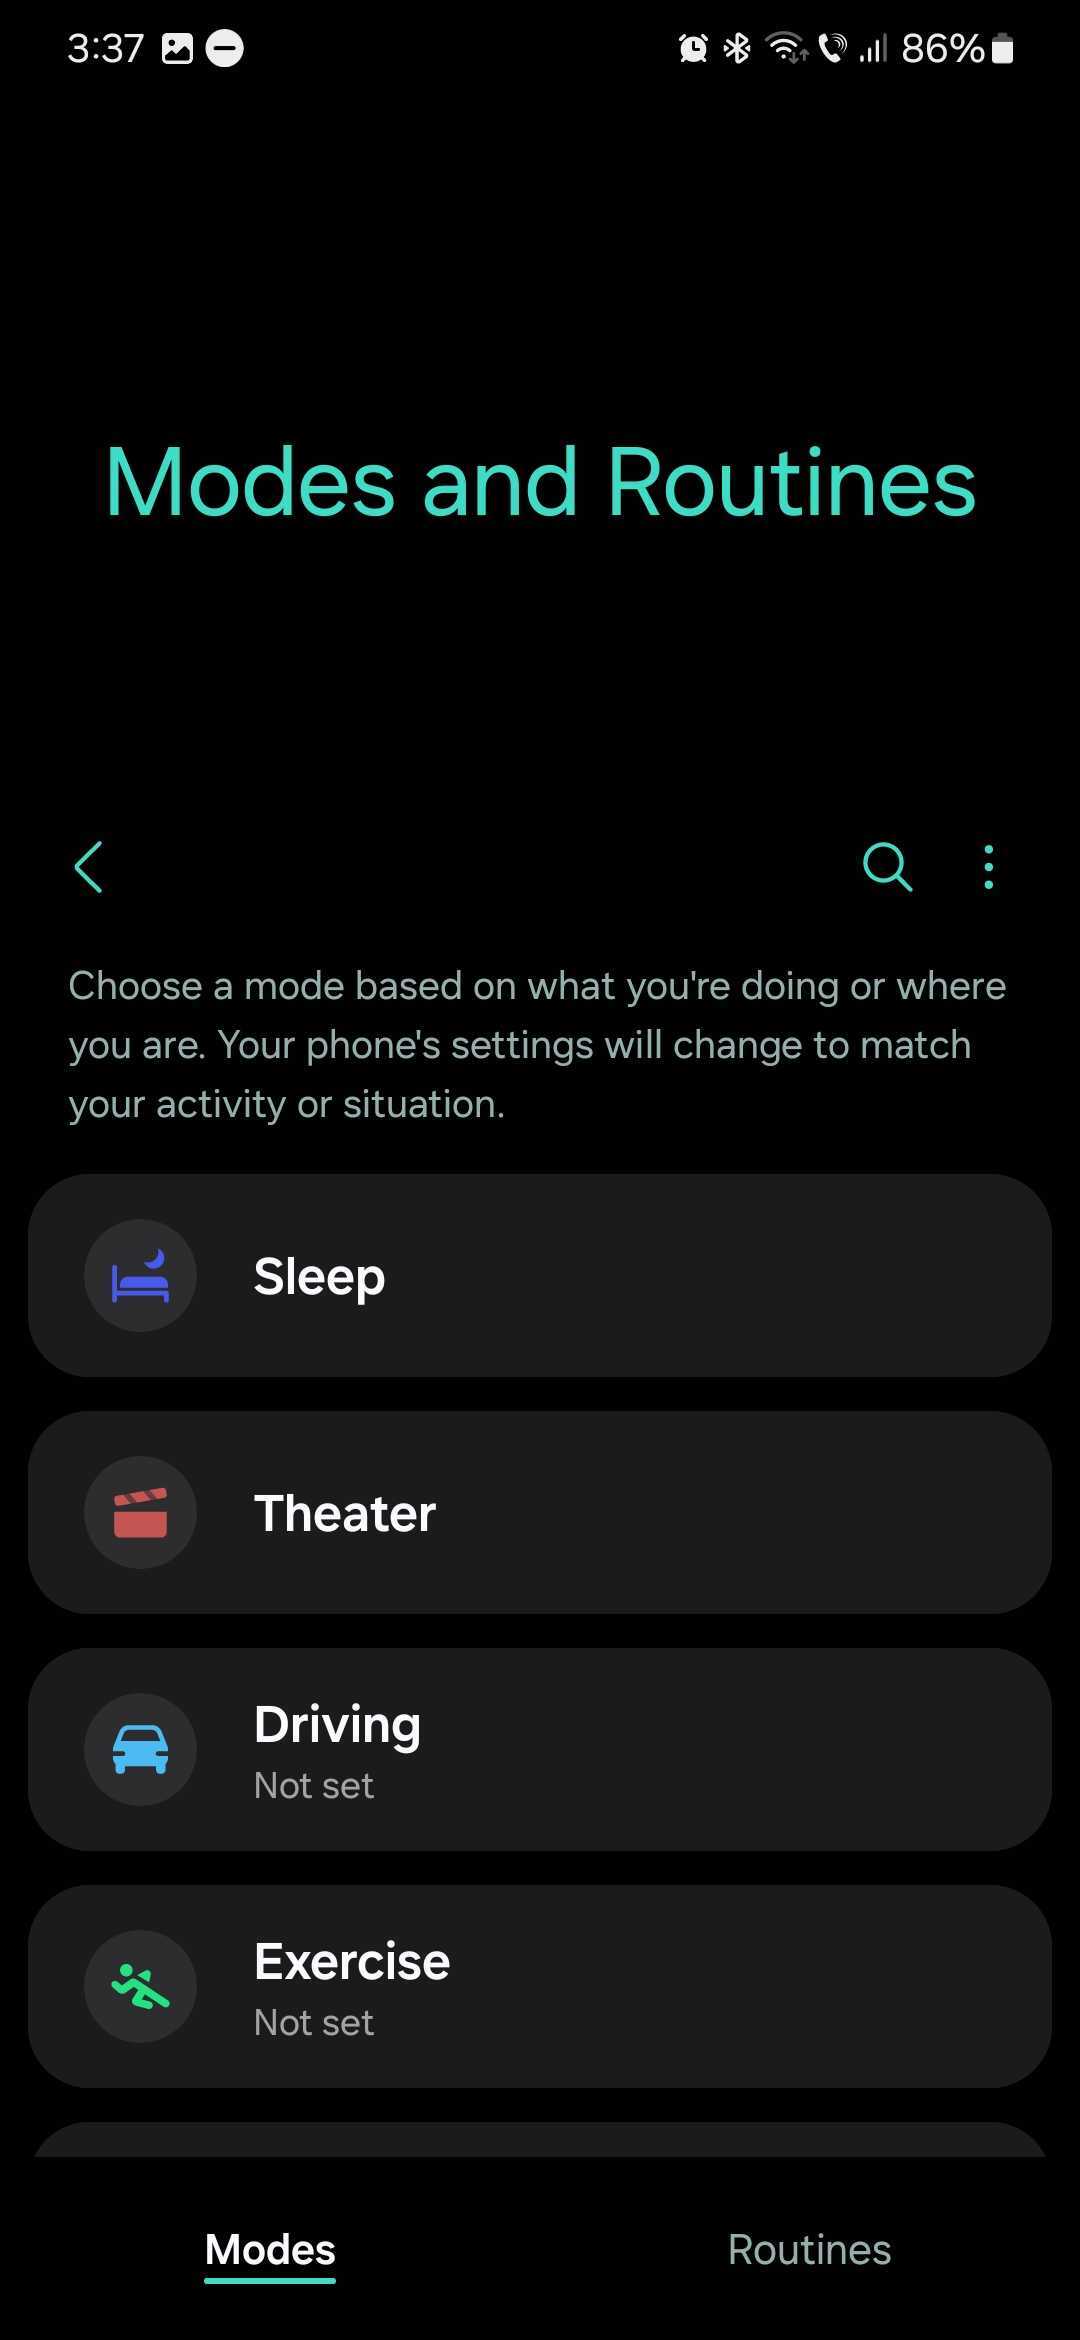 3:37 86%
Modes and Routines
Choose a mode based on what you're doing or where
you are. Your phone's settings will change to match
your activity or situation.
Sleep
Theater
Driving
Not set
Exercise
Not set
Modes Routines